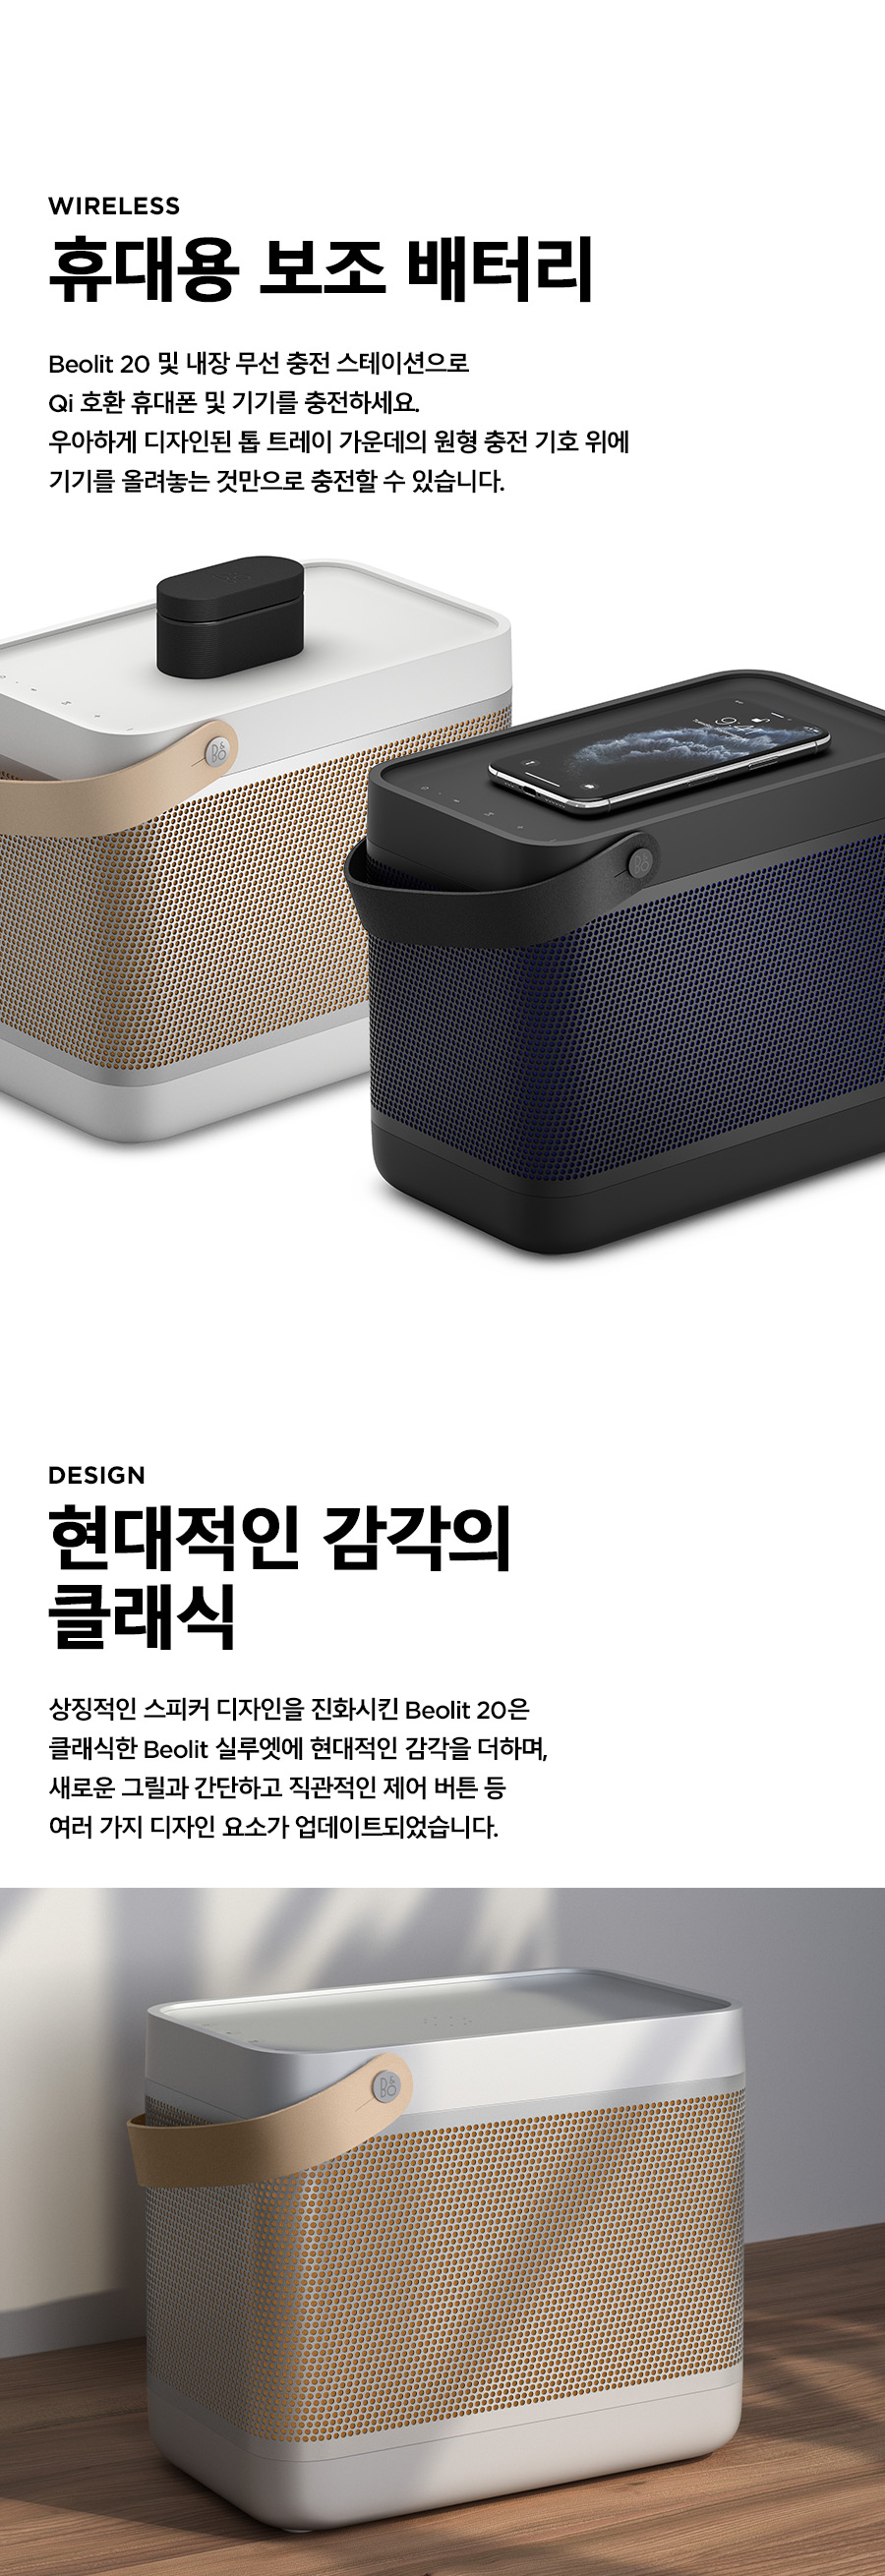 WIRELESS
휴대용 보조 배터리
Beolit 20 및 내장 무선 충전 스테이션으로
Qi 호환 휴대폰 및 기기를 충전하세요.
우아하게 디자인된 톱 트레이 가운데의 원형 충전 기호 위에
기기를 올려놓는 것만으로 충전할 수 있습니다.
B&O
B&O
DESIGN
현대적인 감각의
클래식
상징적인 스피커 디자인을 진화시킨 Beolit 20은
클래식한 Beolit 실루엣에 현대적인 감각을 더하며,
새로운 그릴과 간단하고 직관적인 제어 버튼 등
여러 가지 디자인 요소가 업데이트되었습니다.
B&O